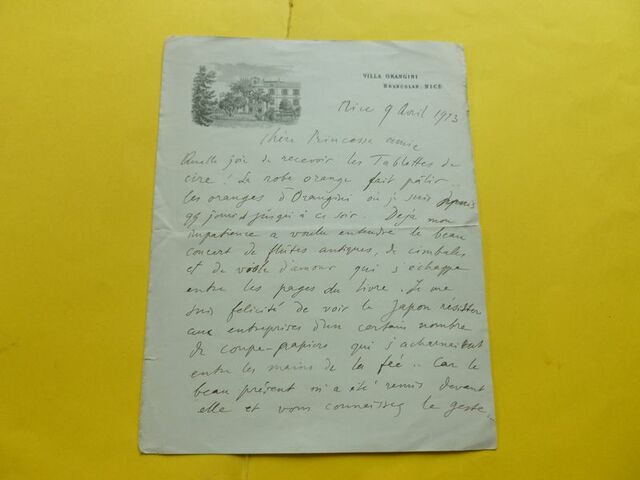 VILLA ORANGINI
BRANCOLAR. NICE
Nice 9 Avril 1913
Chère Princesse amie
Quelle joie de recevoir les Tablettes de
cire ! La robe orange fait pâlir
les oranges d'Orangini où je suis depuis
qq jours et jusqu'à ce soir. Dejà mon
impatience a voulu entendre le beau
concert de flûtes antiques, de cimbales
et de viole d'amour qui s'échappe
entre les pages du livre. Je me
suis felicité de voir le Japon résister
aux entreprises d'un certain nombre
de coupe-papiers qui s'acharnaient
entre les mains de la fée .. Car le
beau présent m'a été remis devant
elle et vous connaissez le geste..